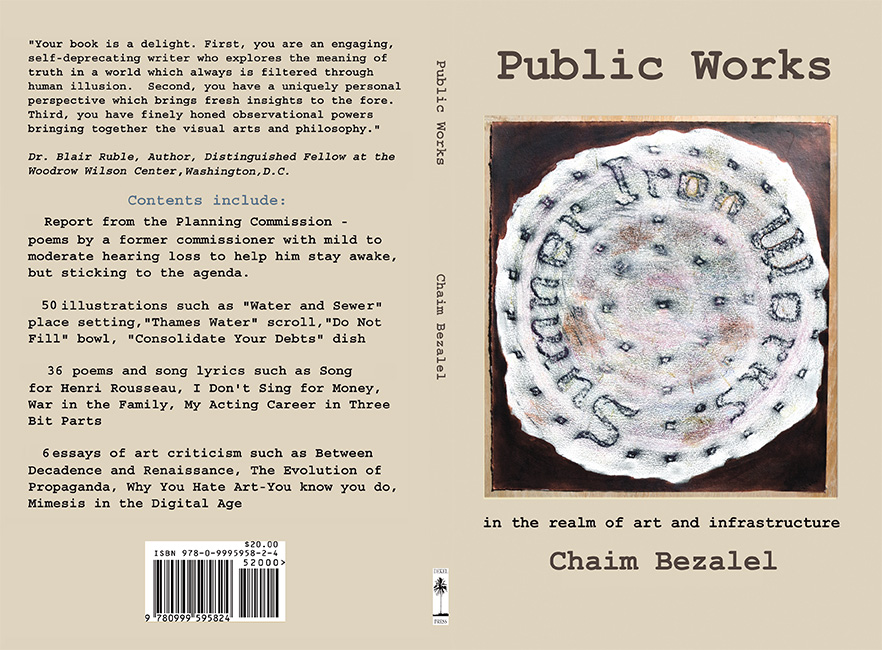 "Your book is a delight. First, you are an engaging,
self-deprecating writer who explores the meaning of
truth in a world which always is filtered through
human illusion.  Second, you have a uniquely personal
perspective which brings fresh insights to the fore.
Third, you have finely honed observational powers
bringing together the visual arts and philosophy."
Dr. Blair Ruble, Author, Distinguished Fellow at the
Woodrow Wilson Center,Washington,D.C.
Contents include:
Report from the Planning Commission -
poems by a former commissioner with mild to
moderate hearing loss to help him stay awake,
but sticking to the agenda.
50 illustrations such as "Water and Sewer"
place setting,"Thames Water" scroll,"Do Not
Fill" bowl, "Consolidate Your Debts" dish
36 poems and song lyrics such as Song
for Henri Rousseau, I Don't Sing for Money,
War in the Family, My Acting Career in Three
Bit Parts
6 essays of art criticism such as Between
Decadence and Renaissance, The Evolution of
Propaganda, Why You Hate Art-You know you do,
Mimesis in the Digital Age
$20.00
ISBN 978-0-9995958-2-4
52000>
9 780999 595824
Public Works
Chaim Bezalel
PRESS
Public Works
Sumner Iron Works
in the realm of art and infrastructure
Chaim Bezalel